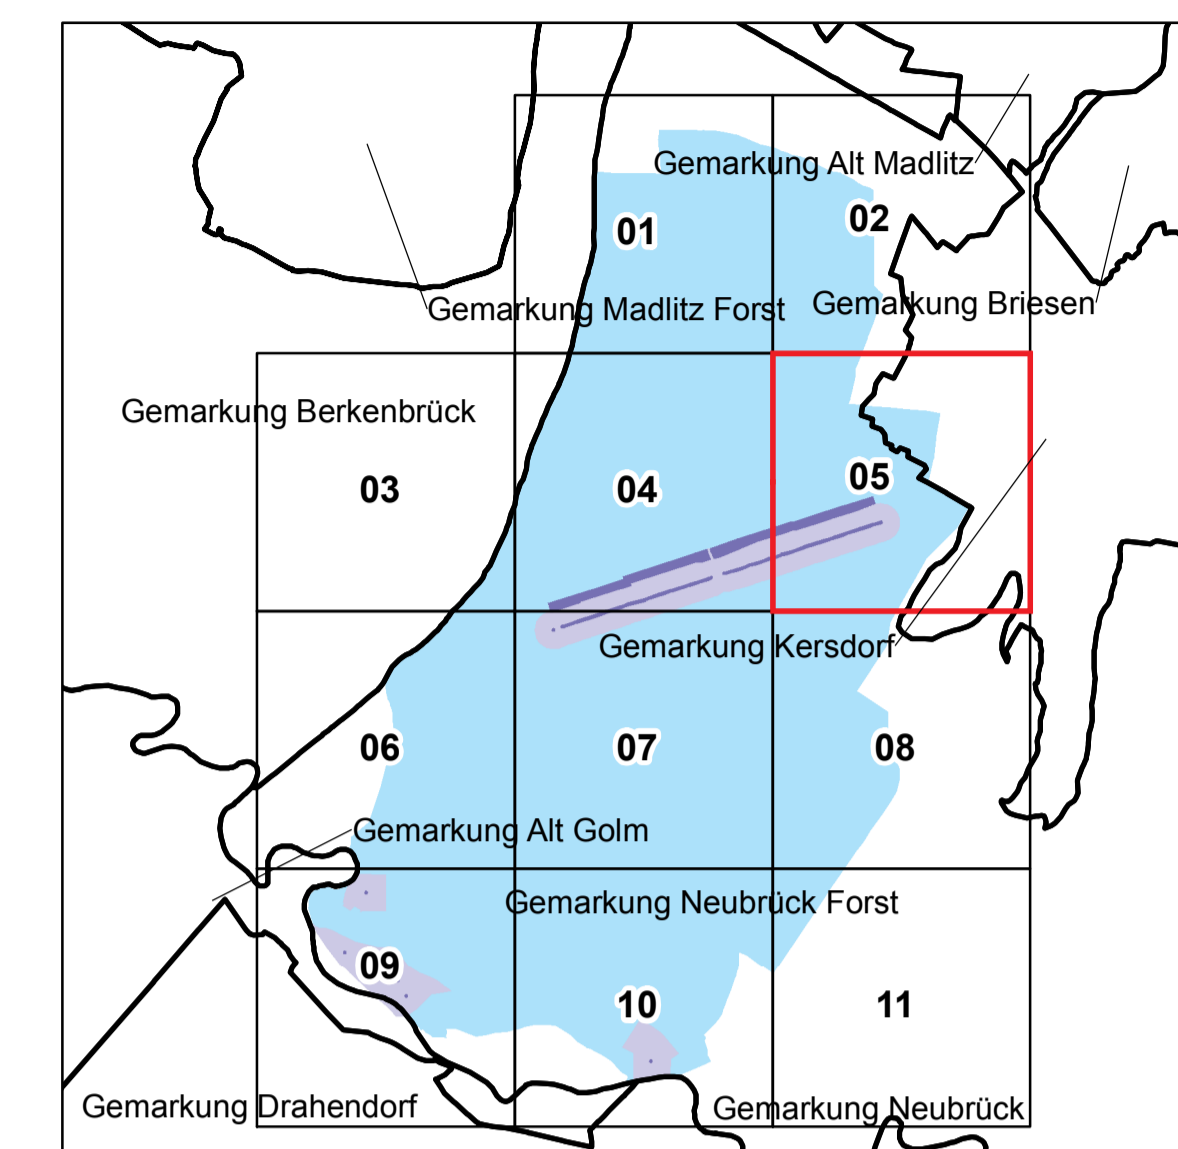 Gemarkung Alt Madlitz
01
02
Gemarkung Madlitz Forst
Gemarkung Briesen
Gemarkung Berkenbrück
03
04
05
Gemarkung Kersdorf
06
07
08
Gemarkung Alt Golm
Gemarkung Neubrück Forst
09
10
11
Gemarkung Drahendorf
Gemarkung Neubrück